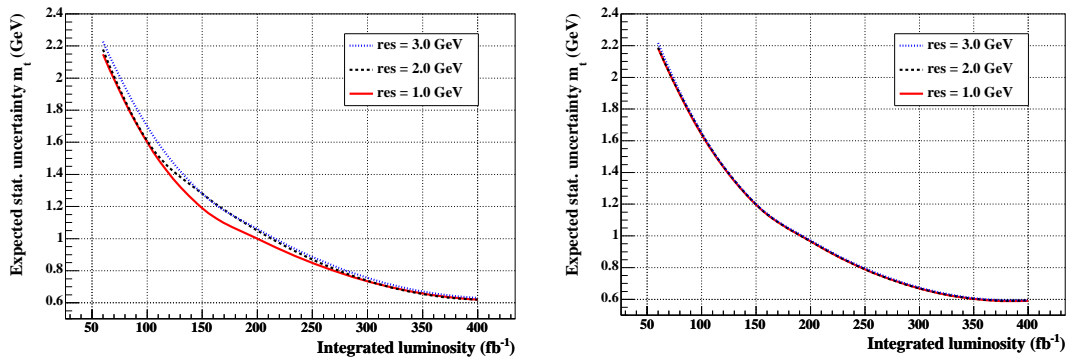 Expected stat. uncertainty m_t (GeV)
2.4
2.2
2
1.8
1.6
1.4
1.2
1
0.8
0.6
res = 3.0 GeV
res = 2.0 GeV
res = 1.0 GeV
50 100 150 200 250 300 350 400
Integrated luminosity (fb⁻¹)
Expected stat. uncertainty m_t (GeV)
2.4
2.2
2
1.8
1.6
1.4
1.2
1
0.8
0.6
res = 3.0 GeV
res = 2.0 GeV
res = 1.0 GeV
50 100 150 200 250 300 350 400
Integrated luminosity (fb⁻¹)